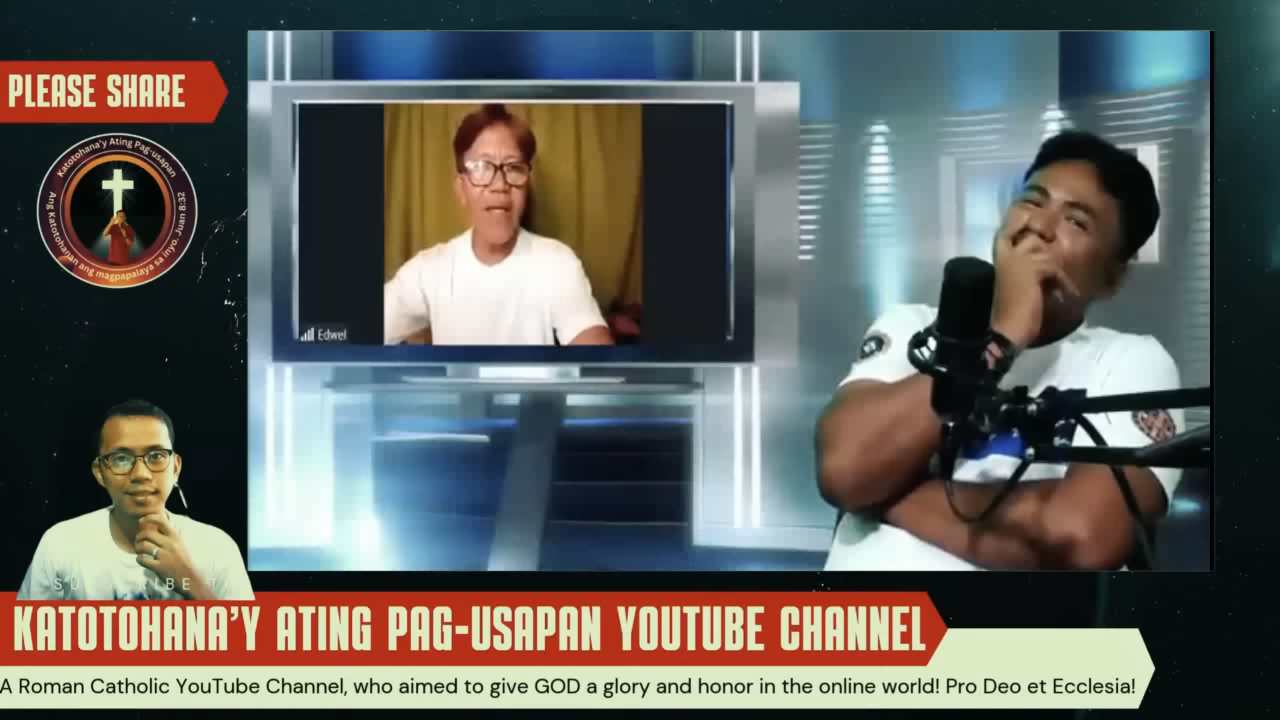 PLEASE SHARE
Katotohana'y Ating Pag-usapan
Ang Katotohanan ang magpapalaya sa inyo. Juan 8:32
Edwel
KATOTOHANA'Y ATING PAG-USAPAN YOUTUBE CHANNEL
A Roman Catholic YouTube Channel, who aimed to give GOD a glory and honor in the online world! Pro Deo et Ecclesia!